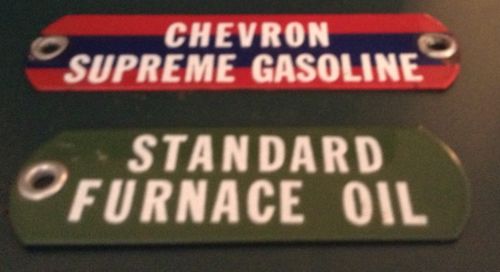 CHEVRON
SUPREME GASOLINE
STANDARD
FURNACE OIL